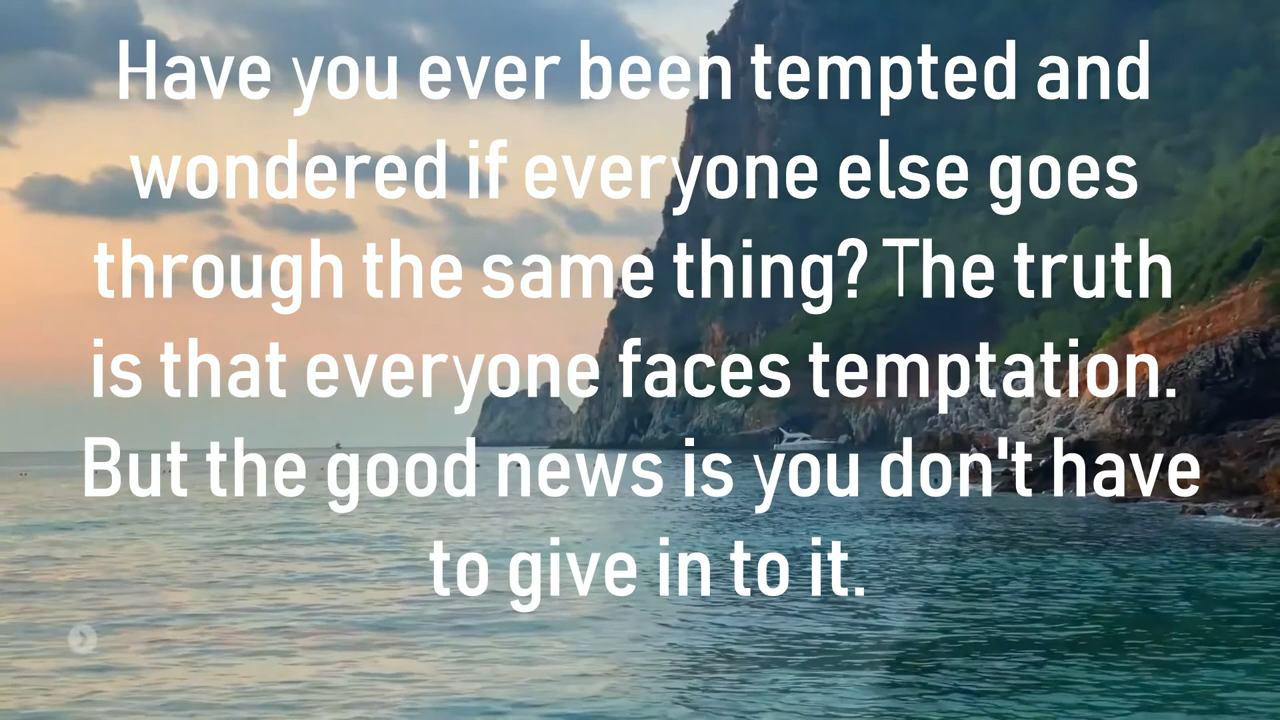 Have you ever been tempted and
wondered if everyone else goes
through the same thing? The truth
is that everyone faces temptation.
But the good news is you don't have
to give in to it.